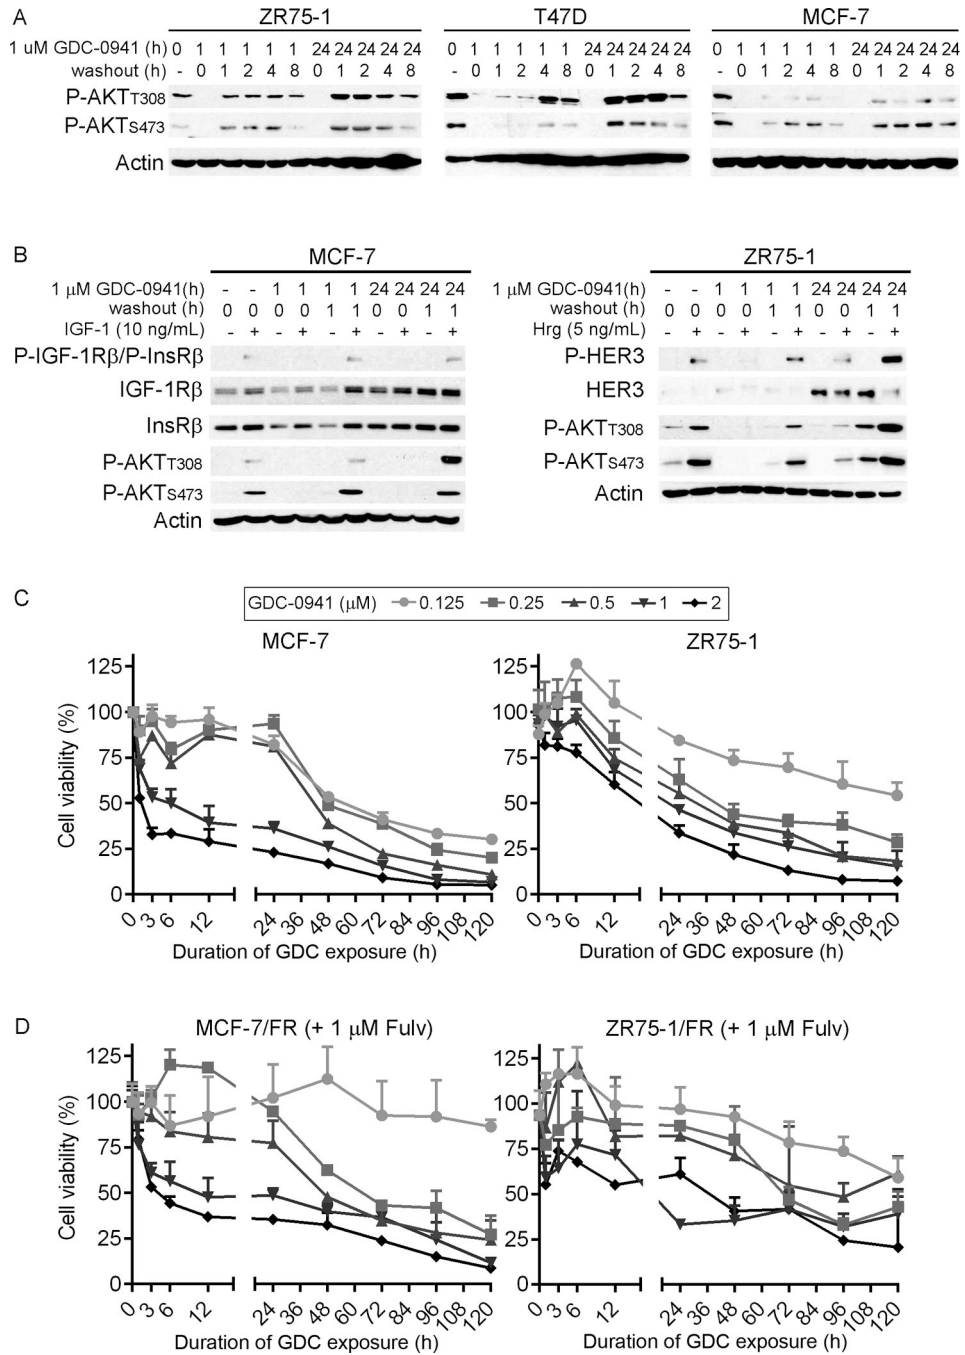 A
ZR75-1 T47D MCF-7
1 uM GDC-0941 (h) 0 1 1 1 1 1 24 24 24 24 24 0 1 1 1 1 1 24 24 24 24 24 0 1 1 1 1 1 24 24 24 24 24
washout (h) - 0 1 2 4 8 0 1 2 4 8 - 0 1 2 4 8 0 1 2 4 8 - 0 1 2 4 8 0 1 2 4 8
P-AKTT308
P-AKTS473
Actin
B
MCF-7
1 μM GDC-0941(h) - - 1 1 1 1 24 24 24 24
washout (h) 0 0 0 0 1 1 0 0 1 1
IGF-1 (10 ng/mL) - + - + - + - + - +
P-IGF-1Rβ/P-InsRβ
IGF-1Rβ
InsRβ
P-AKTT308
P-AKTS473
Actin
ZR75-1
1 μM GDC-0941(h) - - 1 1 1 1 24 24 24 24
washout (h) 0 0 0 0 1 1 0 0 1 1
Hrg (5 ng/mL) - + - + - + - + - +
P-HER3
HER3
P-AKTT308
P-AKTS473
Actin
C
GDC-0941 (μM) 0.125 0.25 0.5 1 2
MCF-7
Cell viability (%)
125
100
75
50
25
0
0 3 6 12 24 36 48 60 72 84 96 108 120
Duration of GDC exposure (h)
ZR75-1
125
100
75
50
25
0
0 3 6 12 24 36 48 60 72 84 96 108 120
Duration of GDC exposure (h)
D
MCF-7/FR (+ 1 μM Fulv)
Cell viability (%)
125
100
75
50
25
0
0 3 6 12 24 36 48 60 72 84 96 108 120
Duration of GDC exposure (h)
ZR75-1/FR (+ 1 μM Fulv)
125
100
75
50
25
0
0 3 6 12 24 36 48 60 72 84 96 108 120
Duration of GDC exposure (h)